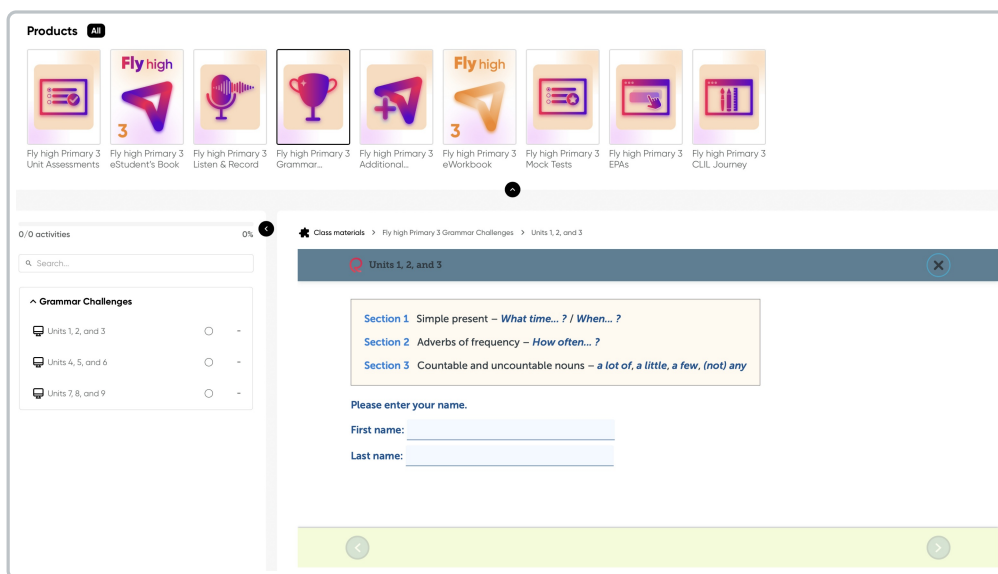 Products All
Fly high
3
Fly high
3
Fly high Primary 3
Unit Assessments
Fly high Primary 3
eStudent's Book
Fly high Primary 3
Listen & Record
Fly high Primary 3
Grammar...
Fly high Primary 3
Additional...
Fly high Primary 3
eWorkbook
Fly high Primary 3
Mock Tests
Fly high Primary 3
EPAs
Fly high Primary 3
CLIL Journey
0/0 activities 0%
Search...
Grammar Challenges
Units 1, 2, and 3 -
Units 4, 5, and 6 -
Units 7, 8, and 9 -
Class materials > Fly high Primary 3 Grammar Challenges > Units 1, 2, and 3
Units 1, 2, and 3
Section 1 Simple present – What time... ? / When... ?
Section 2 Adverbs of frequency – How often... ?
Section 3 Countable and uncountable nouns – a lot of, a little, a few, (not) any
Please enter your name.
First name:
Last name: